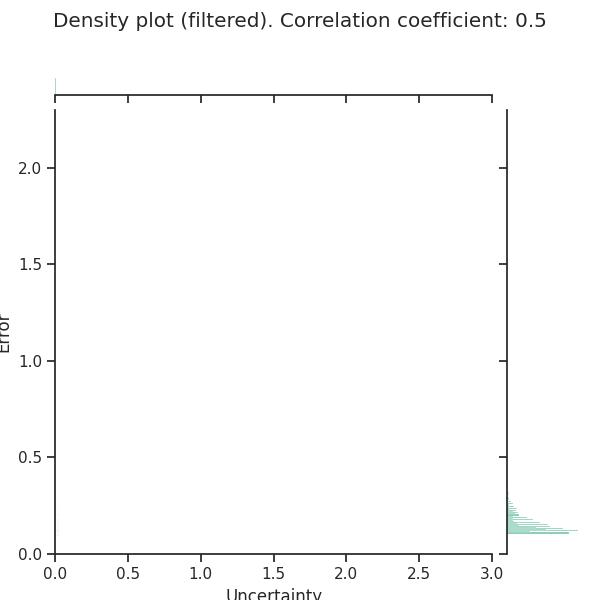 Density plot (filtered). Correlation coefficient: 0.5
2.0
1.5
1.0
0.5
0.0
Error
0.0 0.5 1.0 1.5 2.0 2.5 3.0
Uncertainty